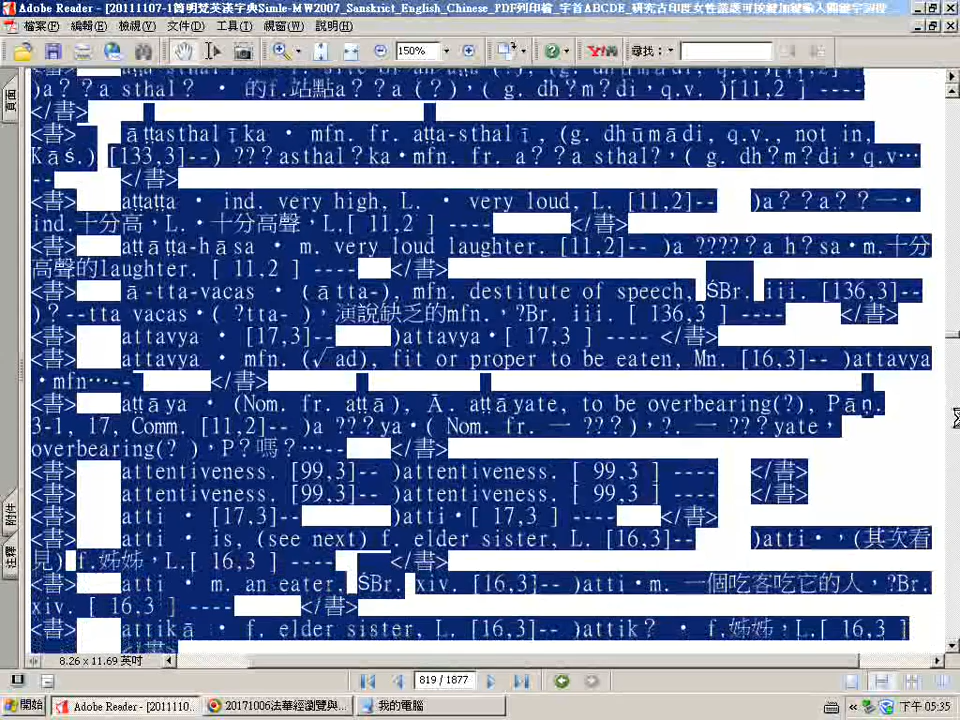 Adobe Reader - [20111107-1簡明梵英漢字典Simle-MW2007_Sanskrict_English_Chinese_PDF列印檔_字首ABCDE_研究古印度女性議
檔案(F) 編輯(E) 檢視(V) 文件(D) 工具(T) 視窗(W) 說明(H)
150% 尋找：
)a？？a sthal？ • 的f.站點a？？a (？)，( g. dh？m？di，q.v.)[11,2 ] ----
</書>
<書> āṭṭasthalīka • mfn. fr. aṭṭa-sthalī, (g. dhūmādi, q.v., not in,
Kāś.) [133,3]--) ???asthal？ka•mfn. fr. a？？a sthal?，( g. dh？m？di，q.v…
-- </書>
<書> aṭṭaṭṭa • ind. very high, L. • very loud, L. [11,2]-- )a？？a？？一•
ind.十分高，L.•十分高聲，L.[ 11,2 ] ---- </書>
<書> aṭṭāṭṭa-hāsa • m. very loud laughter. [11,2]-- )a ?????a h？sa•m.十分
高聲的laughter. [ 11,2 ] ---- </書>
<書> ā-tta-vacas • (ātta-), mfn. destitute of speech, ŚBr. iii. [136,3]--
)？--tta vacas•( ?tta- )，演說缺乏的mfn.，?Br. iii. [ 136,3 ] ---- </書>
<書> attavya • [17,3]-- )attavya•[ 17,3 ] ---- </書>
<書> attavya • mfn. (√ad), fit or proper to be eaten, Mn. [16,3]-- )attavya
•mfn…-- </書>
<書> aṭṭāya • (Nom. fr. aṭṭā), Ā. aṭṭāyate, to be overbearing(?), Pāṇ.
3-1, 17, Comm. [11,2]-- )a ???ya•( Nom. fr. 一 ???)，?. 一 ???yate，
overbearing(? )，P？嗎？…-- </書>
<書> attentiveness. [99,3]-- )attentiveness. [ 99,3 ] ---- </書>
<書> attentiveness. [99,3]-- )attentiveness. [ 99,3 ] ---- </書>
<書> atti • [17,3]-- )atti•[ 17,3 ] ---- </書>
<書> atti • is, (see next) f. elder sister, L. [16,3]-- )atti•，(其次看
見) f.姊姊，L.[ 16,3 ] ---- </書>
<書> atti • m. an eater, ŚBr. xiv. [16,3]-- )atti•m. 一個吃客吃它的人，?Br.
xiv. [ 16,3 ] ---- </書>
<書> attikā • f. elder sister, L. [16,3]-- )attik？ • f.姊姊，L.[ 16,3 ]
頁面
附件
註釋
8.26 x 11.69 英吋
819 / 1877
開始 Adobe Reader - [2011110... 20171006法華經瀏覽與... 我的電腦 下午 05:35